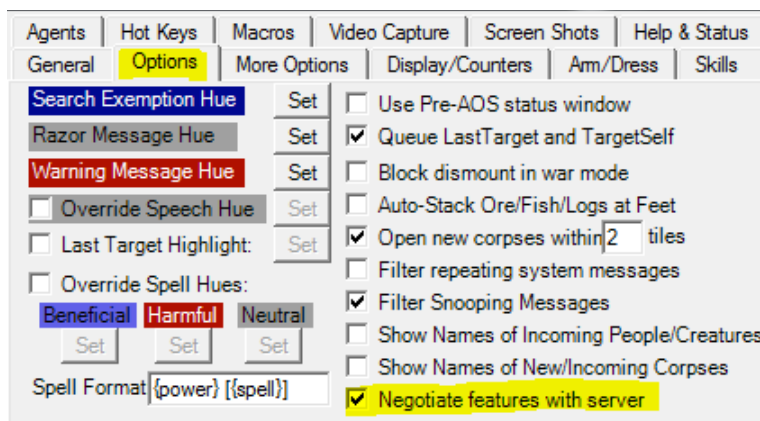 Agents Hot Keys Macros Video Capture Screen Shots Help & Status
General Options More Options Display/Counters Arm/Dress Skills
Search Exemption Hue Set
Razor Message Hue Set
Warning Message Hue Set
Override Speech Hue Set
Last Target Highlight: Set
Override Spell Hues:
Beneficial Harmful Neutral
Set Set Set
Spell Format {power} [{spell}]
Use Pre-AOS status window
Queue LastTarget and TargetSelf
Block dismount in war mode
Auto-Stack Ore/Fish/Logs at Feet
Open new corpses within 2 tiles
Filter repeating system messages
Filter Snooping Messages
Show Names of Incoming People/Creatures
Show Names of New/Incoming Corpses
Negotiate features with server